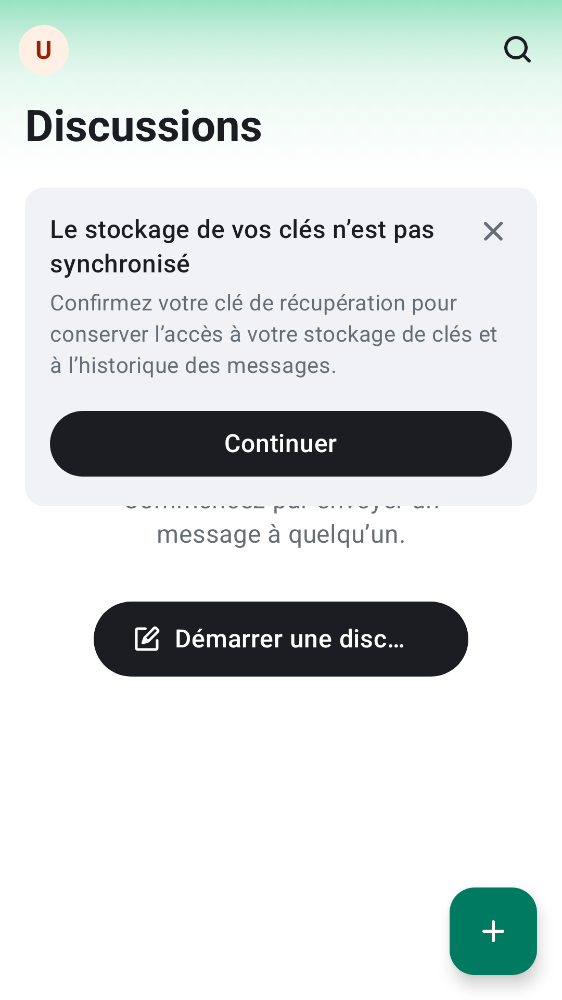 U
Discussions
Le stockage de vos clés n’est pas
synchronisé
Confirmez votre clé de récupération pour
conserver l’accès à votre stockage de clés et
à l’historique des messages.
Continuer
message à quelqu’un.
Démarrer une disc…